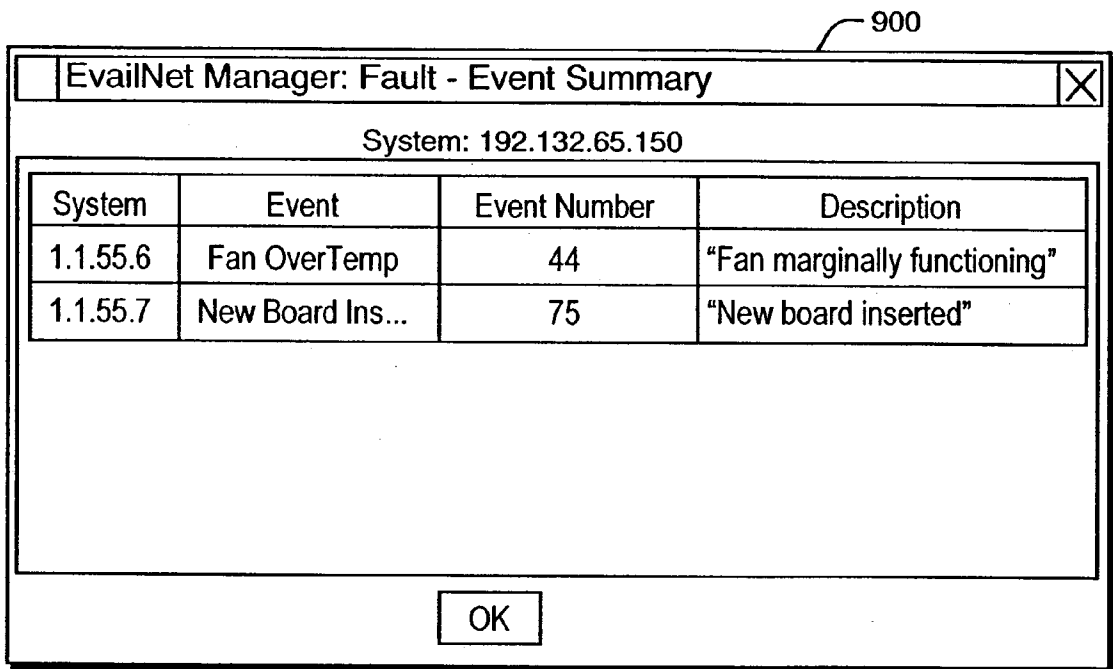 900
EvailNet Manager: Fault - Event Summary
System: 192.132.65.150
System Event Event Number Description
1.1.55.6 Fan OverTemp 44 “Fan marginally functioning”
1.1.55.7 New Board Ins... 75 “New board inserted”
OK